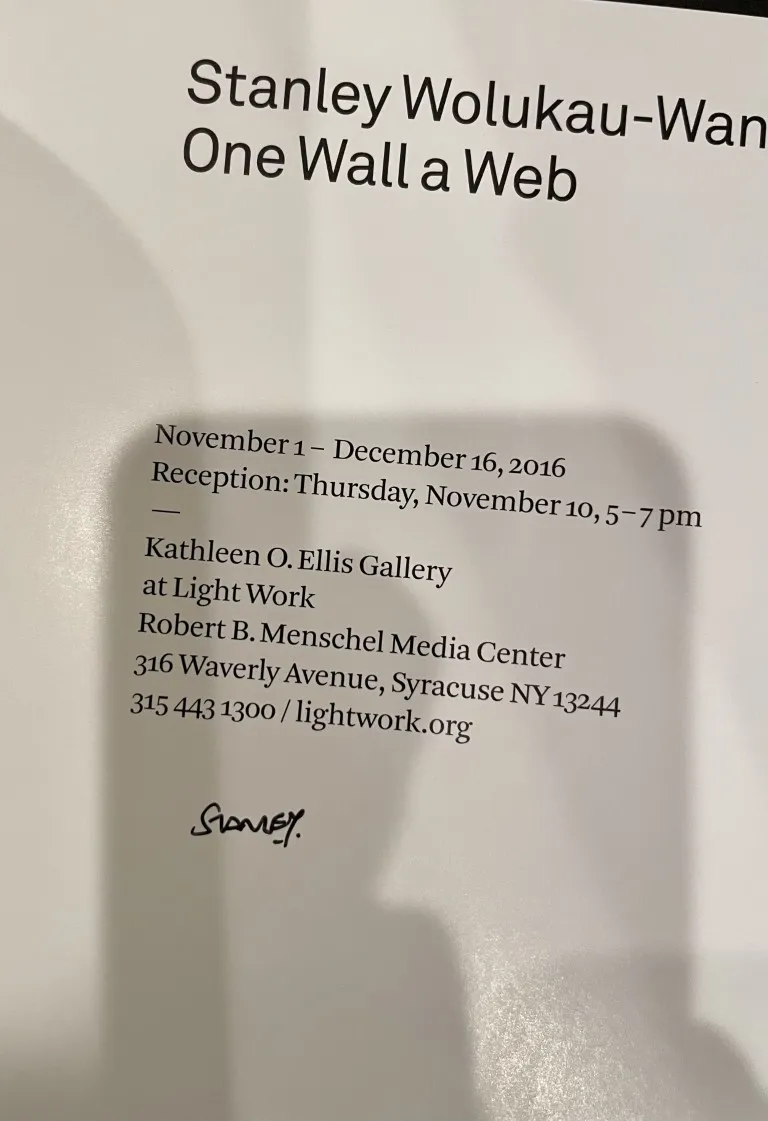 Stanley Wolukau-Wan
One Wall a Web
November 1 – December 16, 2016
Reception: Thursday, November 10, 5–7 pm
—
Kathleen O. Ellis Gallery
at Light Work
Robert B. Menschel Media Center
316 Waverly Avenue, Syracuse NY 13244
315 443 1300 / lightwork.org
STANLEY.